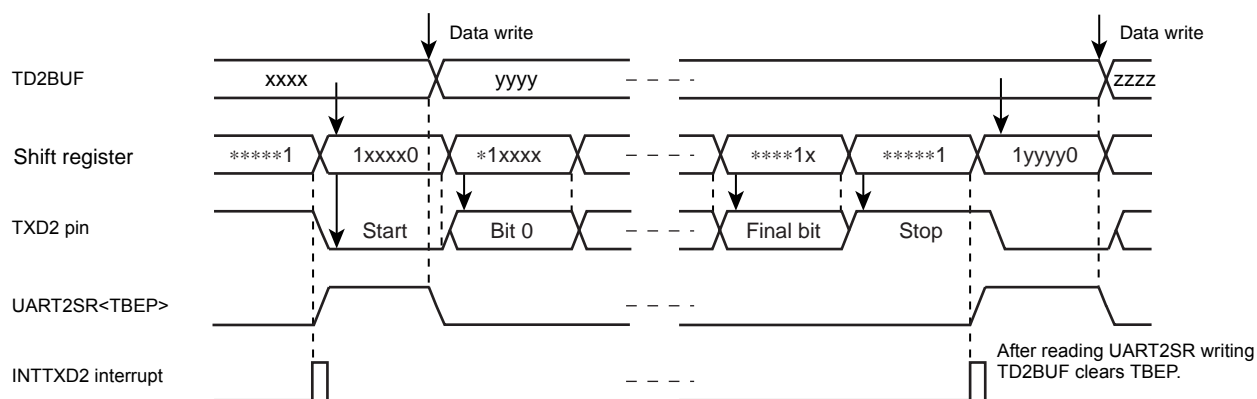 Data write
Data write
TD2BUF
xxxx
yyyy
zzzz
Shift register
*****1
1xxxx0
*1xxxx
****1x
*****1
1yyyy0
TXD2 pin
Start
Bit 0
Final bit
Stop
UART2SR<TBEP>
INTTXD2 interrupt
After reading UART2SR writing
TD2BUF clears TBEP.